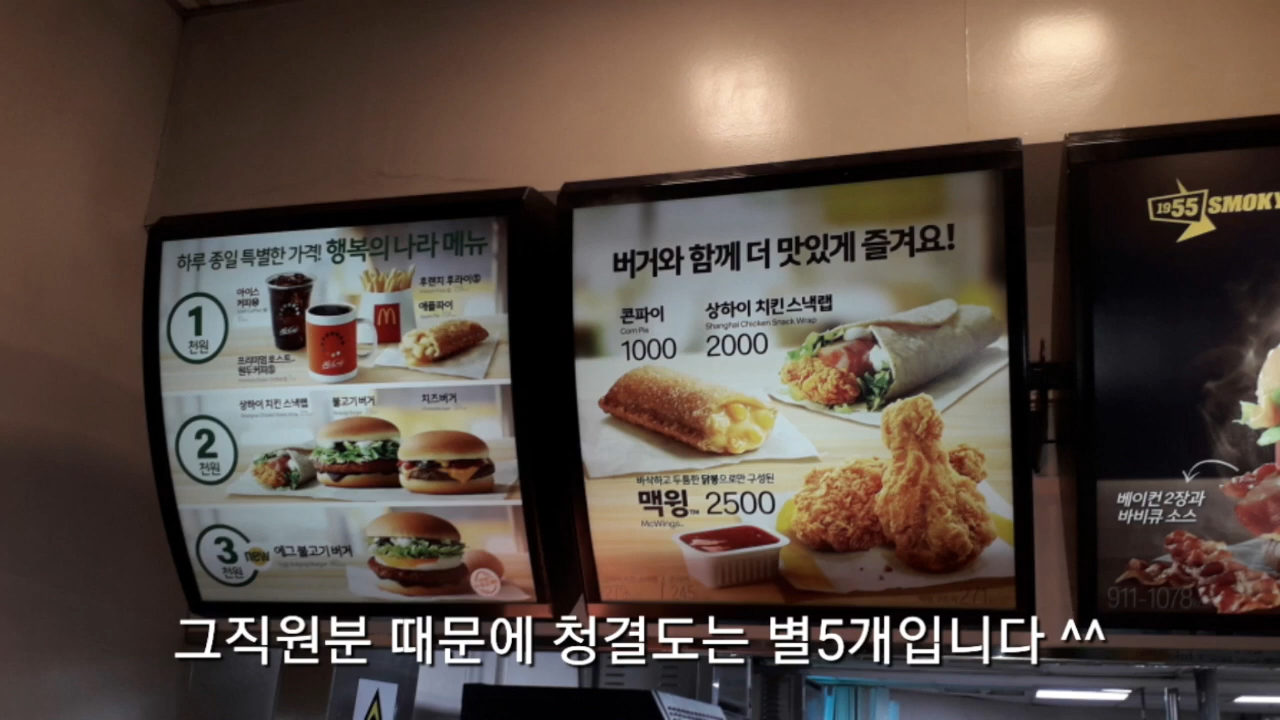 하루 종일 특별한 가격! 행복의 나라 메뉴
1
천원
아이스
커피
후렌치 후라이
애플파이
프리미엄 로스트
원두커피
2
천원
상하이 치킨 스낵랩
불고기 버거
치즈버거
3
천원
에그 불고기 버거
버거와 함께 더 맛있게 즐겨요!
콘파이
Corn Pie
1000
상하이 치킨 스낵랩
Shanghai Chicken Snack Wrap
2000
바삭하고 두툼한 닭봉으로만 구성된
맥윙™ 2500
McWings™
1955 SMOKY
베이컨 2장과
바비큐 소스
911-1078
그직원분 때문에 청결도는 별5개입니다 ^^